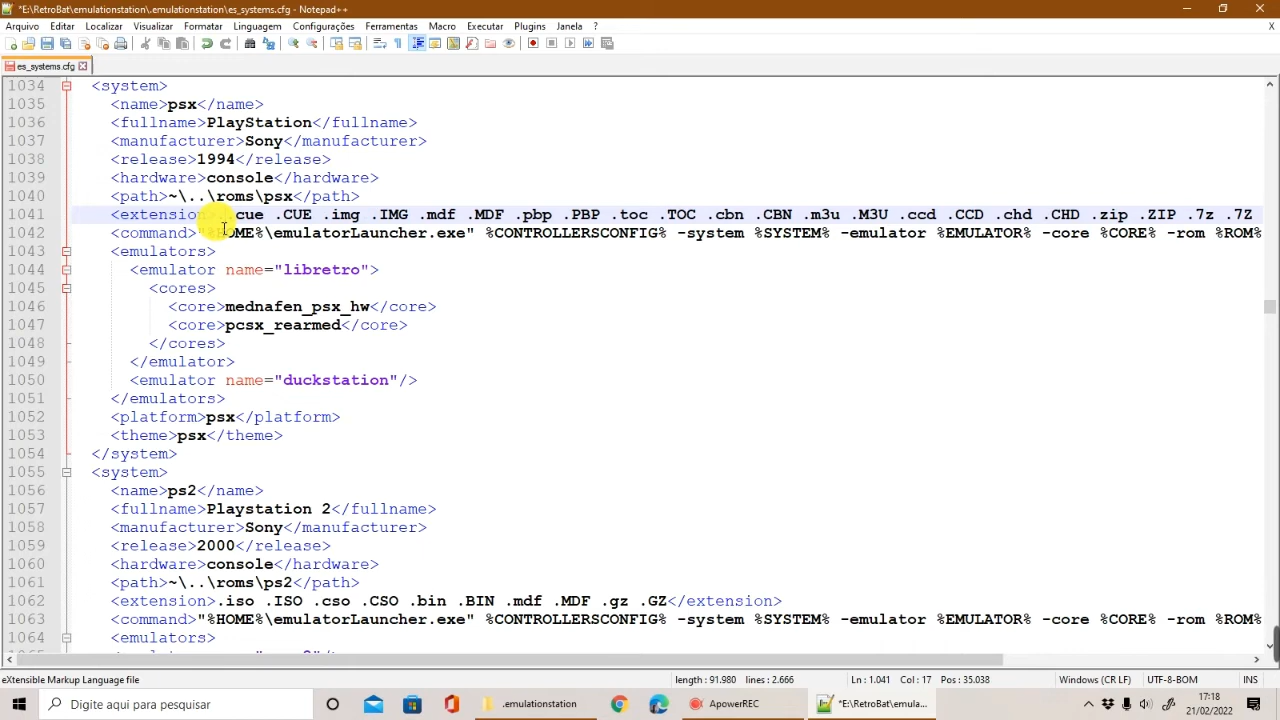 *E:\RetroBat\emulationstation\.emulationstation\es_systems.cfg - Notepad++
Arquivo Editar Localizar Visualizar Formatar Linguagem Configurações Ferramentas Macro Executar Plugins Janela ? X
es_systems.cfg
1034 <system>
1035 <name>psx</name>
1036 <fullname>PlayStation</fullname>
1037 <manufacturer>Sony</manufacturer>
1038 <release>1994</release>
1039 <hardware>console</hardware>
1040 <path>~\..\roms\psx</path>
1041 <extension>.cue .CUE .img .IMG .mdf .MDF .pbp .PBP .toc .TOC .cbn .CBN .m3u .M3U .ccd .CCD .chd .CHD .zip .ZIP .7z .7Z
1042 <command>"%HOME%\emulatorLauncher.exe" %CONTROLLERSCONFIG% -system %SYSTEM% -emulator %EMULATOR% -core %CORE% -rom %ROM%
1043 <emulators>
1044 <emulator name="libretro">
1045 <cores>
1046 <core>mednafen_psx_hw</core>
1047 <core>pcsx_rearmed</core>
1048 </cores>
1049 </emulator>
1050 <emulator name="duckstation"/>
1051 </emulators>
1052 <platform>psx</platform>
1053 <theme>psx</theme>
1054 </system>
1055 <system>
1056 <name>ps2</name>
1057 <fullname>Playstation 2</fullname>
1058 <manufacturer>Sony</manufacturer>
1059 <release>2000</release>
1060 <hardware>console</hardware>
1061 <path>~\..\roms\ps2</path>
1062 <extension>.iso .ISO .cso .CSO .bin .BIN .mdf .MDF .gz .GZ</extension>
1063 <command>"%HOME%\emulatorLauncher.exe" %CONTROLLERSCONFIG% -system %SYSTEM% -emulator %EMULATOR% -core %CORE% -rom %ROM%
1064 <emulators>
eXtensible Markup Language file length : 91.980 lines : 2.666 Ln : 1.041 Col : 17 Pos : 35.038 Windows (CR LF) UTF-8-BOM INS
Digite aqui para pesquisar .emulationstation ApowerREC *E:\RetroBat\emula... 17:18
21/02/2022